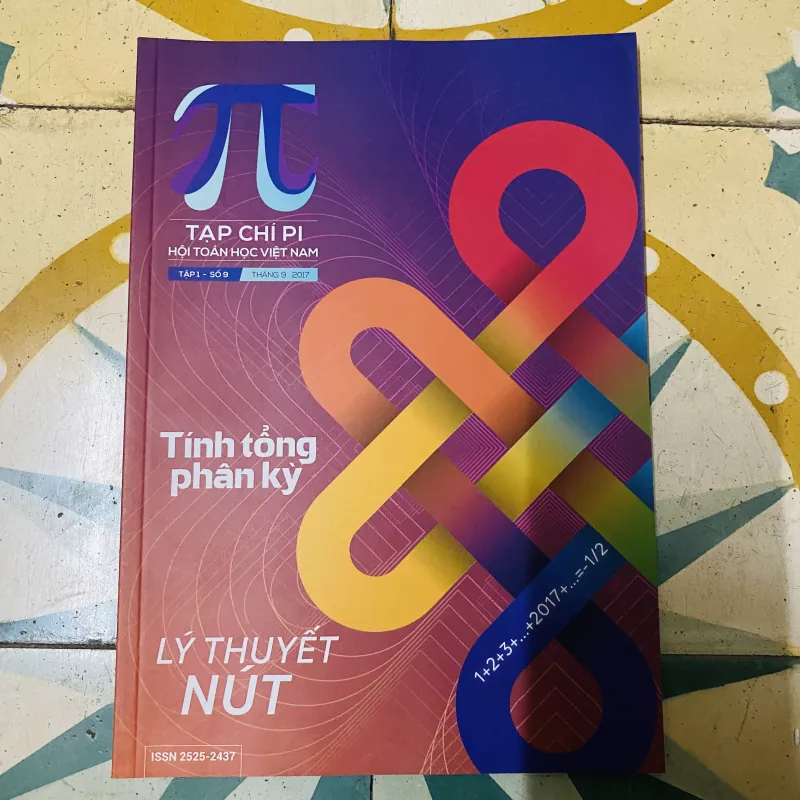 π
TẠP CHÍ PI
HỘI TOÁN HỌC VIỆT NAM
TẬP 1 - SỐ 9 THÁNG 9 2017
Tính tổng
phân kỳ
1+2+3+...+2017+...=-1/2
LÝ THUYẾT
NÚT
ISSN 2525-2437